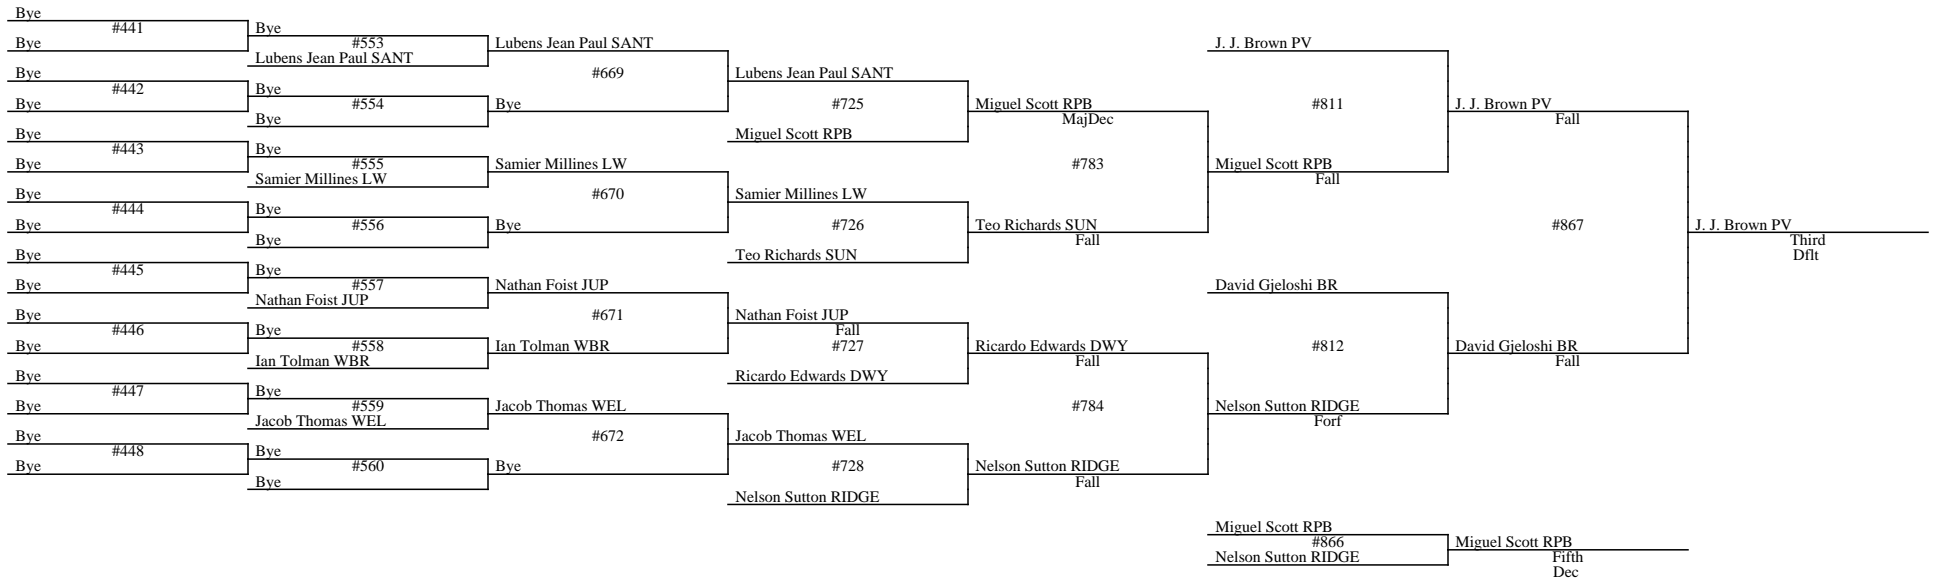 Bye
#441
Bye
Bye
#442
Bye
Bye
#443
Bye
Bye
#444
Bye
Bye
#445
Bye
Bye
#446
Bye
Bye
#447
Bye
Bye
#448
Bye
Bye
#553
Lubens Jean Paul SANT
Bye
#554
Bye
Bye
#555
Samier Millines LW
Bye
#556
Bye
Bye
#557
Nathan Foist JUP
Bye
#558
Ian Tolman WBR
Bye
#559
Jacob Thomas WEL
Bye
#560
Bye
Lubens Jean Paul SANT
#669
Bye
Samier Millines LW
#670
Bye
Nathan Foist JUP
#671
Ian Tolman WBR
Jacob Thomas WEL
#672
Bye
Lubens Jean Paul SANT
#725
Miguel Scott RPB
Samier Millines LW
#726
Teo Richards SUN
Nathan Foist JUP
Fall
#727
Ricardo Edwards DWY
Jacob Thomas WEL
#728
Nelson Sutton RIDGE
Miguel Scott RPB
MajDec
#783
Teo Richards SUN
Fall
Ricardo Edwards DWY
Fall
#784
Nelson Sutton RIDGE
Fall
J. J. Brown PV
#811
Miguel Scott RPB
Fall
David Gjeloshi BR
#812
Nelson Sutton RIDGE
Forf
J. J. Brown PV
Fall
#867
David Gjeloshi BR
Fall
J. J. Brown PV
Third
Dflt
Miguel Scott RPB
#866
Nelson Sutton RIDGE
Miguel Scott RPB
Fifth
Dec